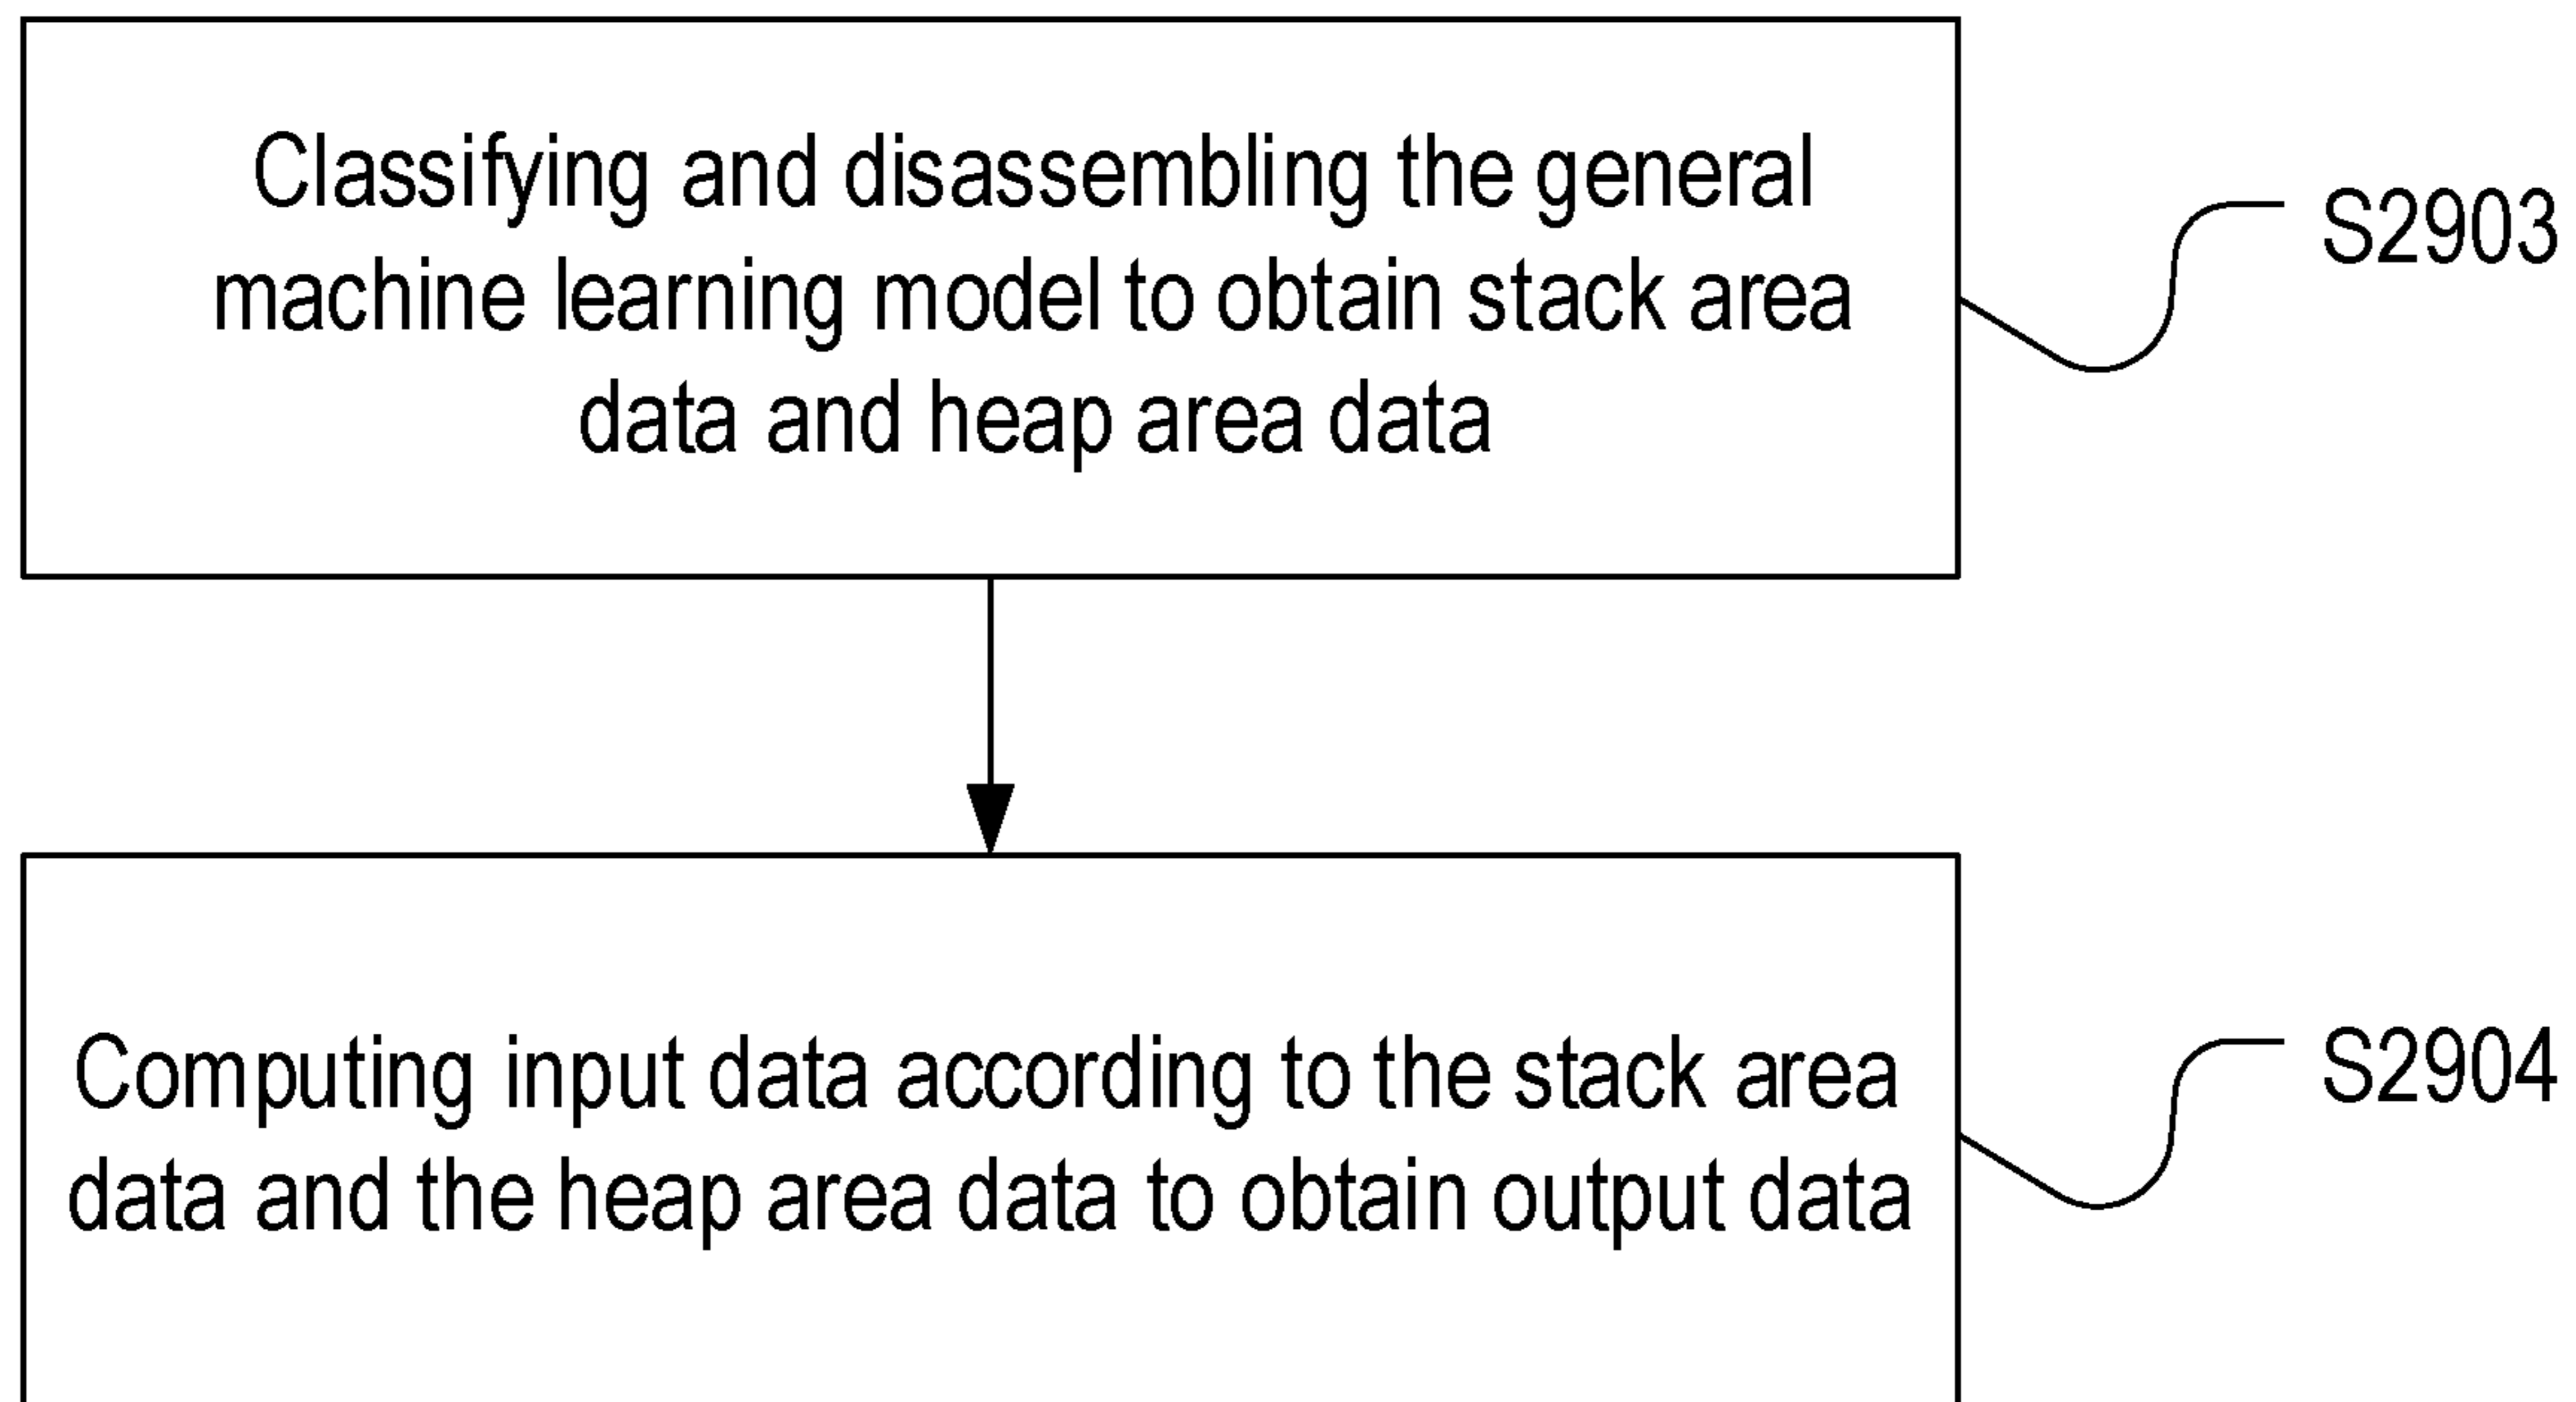 Classifying and disassembling the general
machine learning model to obtain stack area
data and heap area data
S2903
Computing input data according to the stack area
data and the heap area data to obtain output data
S2904